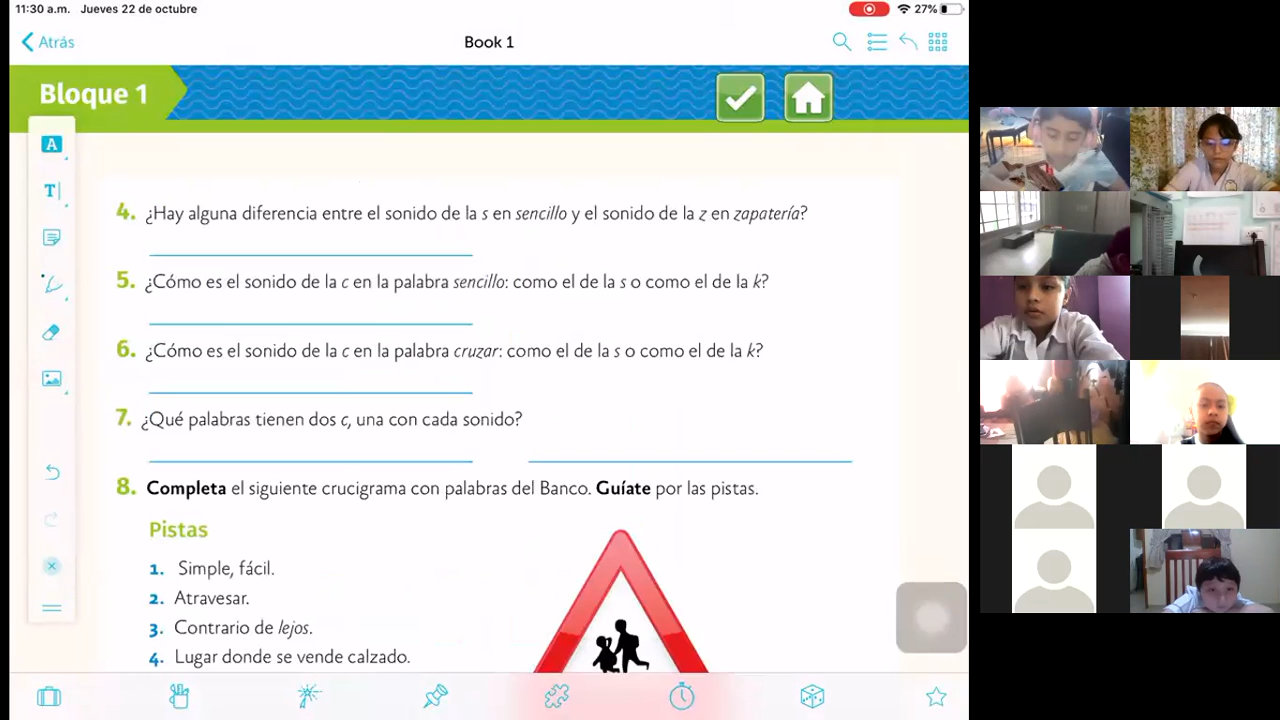 11:30 a.m. Jueves 22 de octubre
27%
Atrás
Book 1
Bloque 1
A
T
4. ¿Hay alguna diferencia entre el sonido de la s en sencillo y el sonido de la z en zapatería?
5. ¿Cómo es el sonido de la c en la palabra sencillo: como el de la s o como el de la k?
6. ¿Cómo es el sonido de la c en la palabra cruzar: como el de la s o como el de la k?
7. ¿Qué palabras tienen dos c, una con cada sonido?
8. Completa el siguiente crucigrama con palabras del Banco. Guíate por las pistas.
Pistas
1. Simple, fácil.
2. Atravesar.
3. Contrario de lejos.
4. Lugar donde se vende calzado.